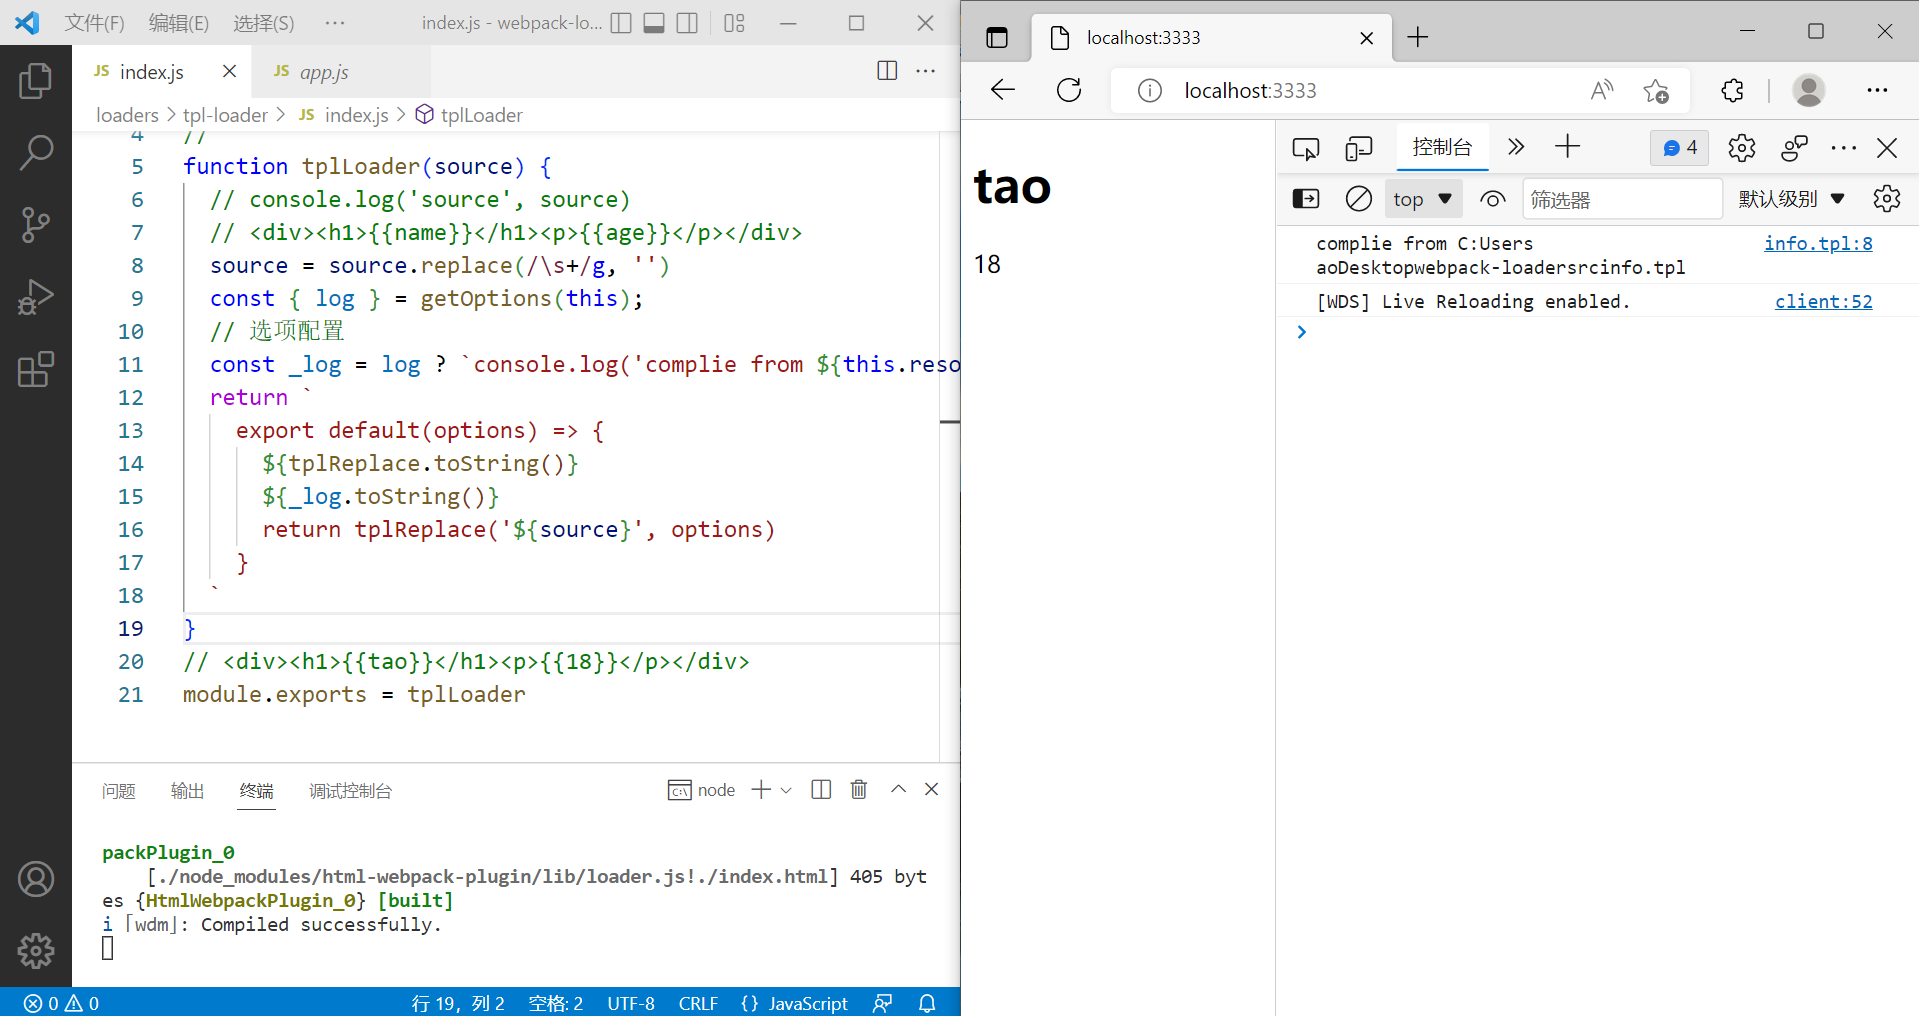 文件(F) 编辑(E) 选择(S) ··· index.js - webpack-lo...
JS index.js JS app.js
loaders > tpl-loader > JS index.js > tplLoader
4 //
5 function tplLoader(source) {
6 // console.log('source', source)
7 // <div><h1>{{name}}</h1><p>{{age}}</p></div>
8 source = source.replace(/\s+/g, '')
9 const { log } = getOptions(this);
10 // 选项配置
11 const _log = log ? `console.log('complie from ${this.reso
12 return `
13 export default(options) => {
14 ${tplReplace.toString()}
15 ${_log.toString()}
16 return tplReplace('${source}', options)
17 }
18 `
19 }
20 // <div><h1>{{tao}}</h1><p>{{18}}</p></div>
21 module.exports = tplLoader
问题 输出 终端 调试控制台 node
packPlugin_0
[./node_modules/html-webpack-plugin/lib/loader.js!./index.html] 405 byt
es {HtmlWebpackPlugin_0} [built]
i ｢wdm｣: Compiled successfully.
0 0 行 19，列 2 空格: 2 UTF-8 CRLF {} JavaScript
localhost:3333
localhost:3333
tao
18
控制台 4
top 筛选器 默认级别
complie from C:Users info.tpl:8
aoDesktopwebpack-loadersrcinfo.tpl
[WDS] Live Reloading enabled. client:52